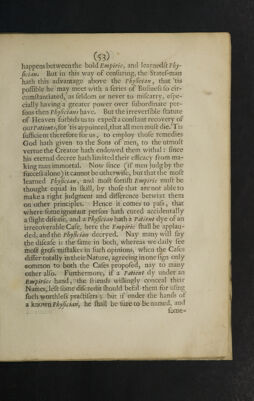 (53)
happens between the bold Empiric, and learnedst Phy-
sician. But in this way of censuring, the States-man
hath this advantage above the Physician, that 'tis
possible he may meet with a series of Business so cir-
cumstanciated, as seldom or never to miscarry, espe-
cially having a greater power over subordinate per-
sons then Physicians have. But the irreversible statute
of Heaven forbids us to expect a constant recovery of
our Patients, for 'tis appointed, that all men must die. 'Tis
sufficient therefore for us, to employ those remedies
God hath given to the Sons of men, to the utmost
vertue the Creator hath endowed them withal: since
his eternal decree hath limited their efficacy from ma-
king man immortal. Now since (if men judg by the
success alone) it cannot be otherwise, but that the most
learned Physician, and most sottish Empiric must be
thought equal in skill, by those that are not able to
make a right judgment and difference betwixt them
on other principles. Hence it comes to pass, that
where some ignorant person hath cured accidentally
a slight disease, and a Physician hath a Patient dye of an
irrecoverable Case, here the Empiric shall be applau-
ded, and the Physician decryed. Nay many will say
the disease is the same in both, whereas we daily see
most gross mistakes in such opinions, when the Cases
differ totally in their Nature, agreeing in one sign only
common to both the Cases proposed, nay to many
other also. Furthermore, if a Patient dy under an
Empirics hand, the friends willingly conceal their
Names, lest some discredit should befal them for using
such worthless practisers; but if under the hands of
a known Physician, he shall be sure to be named, and
some-